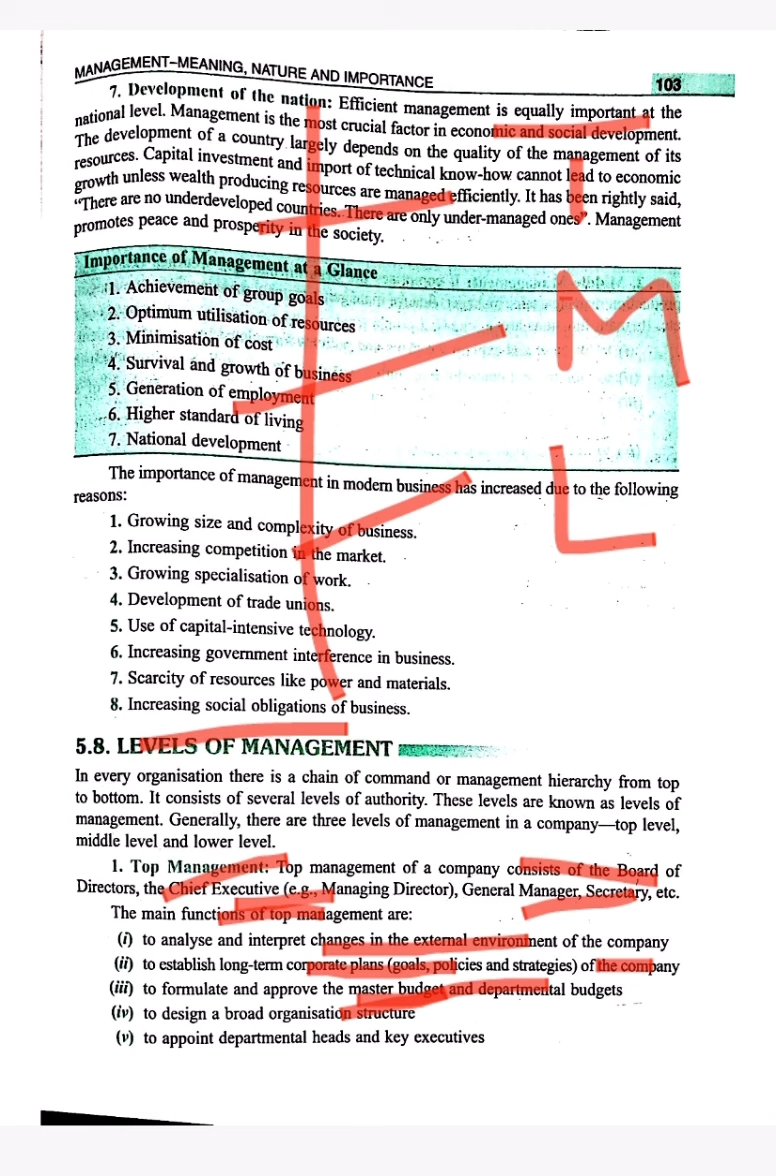 MANAGEMENT–MEANING, NATURE AND IMPORTANCE 103
7. Development of the nation: Efficient management is equally important at the
national level. Management is the most crucial factor in economic and social development.
The development of a country largely depends on the quality of the management of its
resources. Capital investment and import of technical know-how cannot lead to economic
growth unless wealth producing resources are managed efficiently. It has been rightly said,
“There are no underdeveloped countries. There are only under-managed ones”. Management
promotes peace and prosperity in the society.
Importance of Management at a Glance
1. Achievement of group goals
2. Optimum utilisation of resources
3. Minimisation of cost
4. Survival and growth of business
5. Generation of employment
6. Higher standard of living
7. National development
T
M
L
The importance of management in modern business has increased due to the following
reasons:
1. Growing size and complexity of business.
2. Increasing competition in the market.
3. Growing specialisation of work.
4. Development of trade unions.
5. Use of capital-intensive technology.
6. Increasing government interference in business.
7. Scarcity of resources like power and materials.
8. Increasing social obligations of business.
5.8. LEVELS OF MANAGEMENT
In every organisation there is a chain of command or management hierarchy from top
to bottom. It consists of several levels of authority. These levels are known as levels of
management. Generally, there are three levels of management in a company—top level,
middle level and lower level.
1. Top Management: Top management of a company consists of the Board of
Directors, the Chief Executive (e.g., Managing Director), General Manager, Secretary, etc.
The main functions of top management are:
(i) to analyse and interpret changes in the external environment of the company
(ii) to establish long-term corporate plans (goals, policies and strategies) of the company
(iii) to formulate and approve the master budget and departmental budgets
(iv) to design a broad organisation structure
(v) to appoint departmental heads and key executives